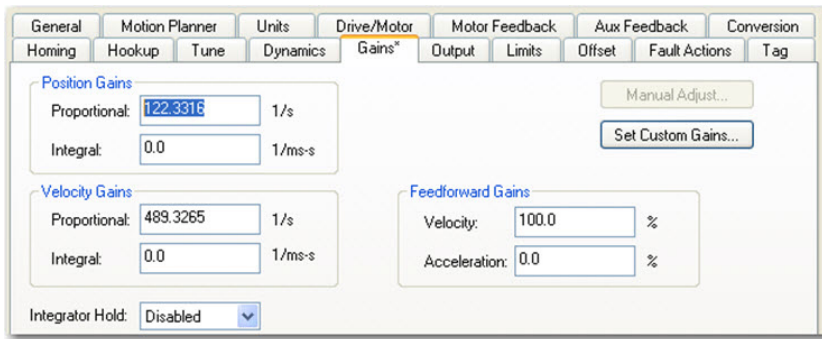 General Motion Planner Units Drive/Motor Motor Feedback Aux Feedback Conversion
Homing Hookup Tune Dynamics Gains* Output Limits Offset Fault Actions Tag
Position Gains
Proportional: 122.3316 1/s
Manual Adjust...
Integral: 0.0 1/ms-s
Set Custom Gains...
Velocity Gains
Proportional: 489.3265 1/s
Integral: 0.0 1/ms-s
Feedforward Gains
Velocity: 100.0 %
Acceleration: 0.0 %
Integrator Hold: Disabled